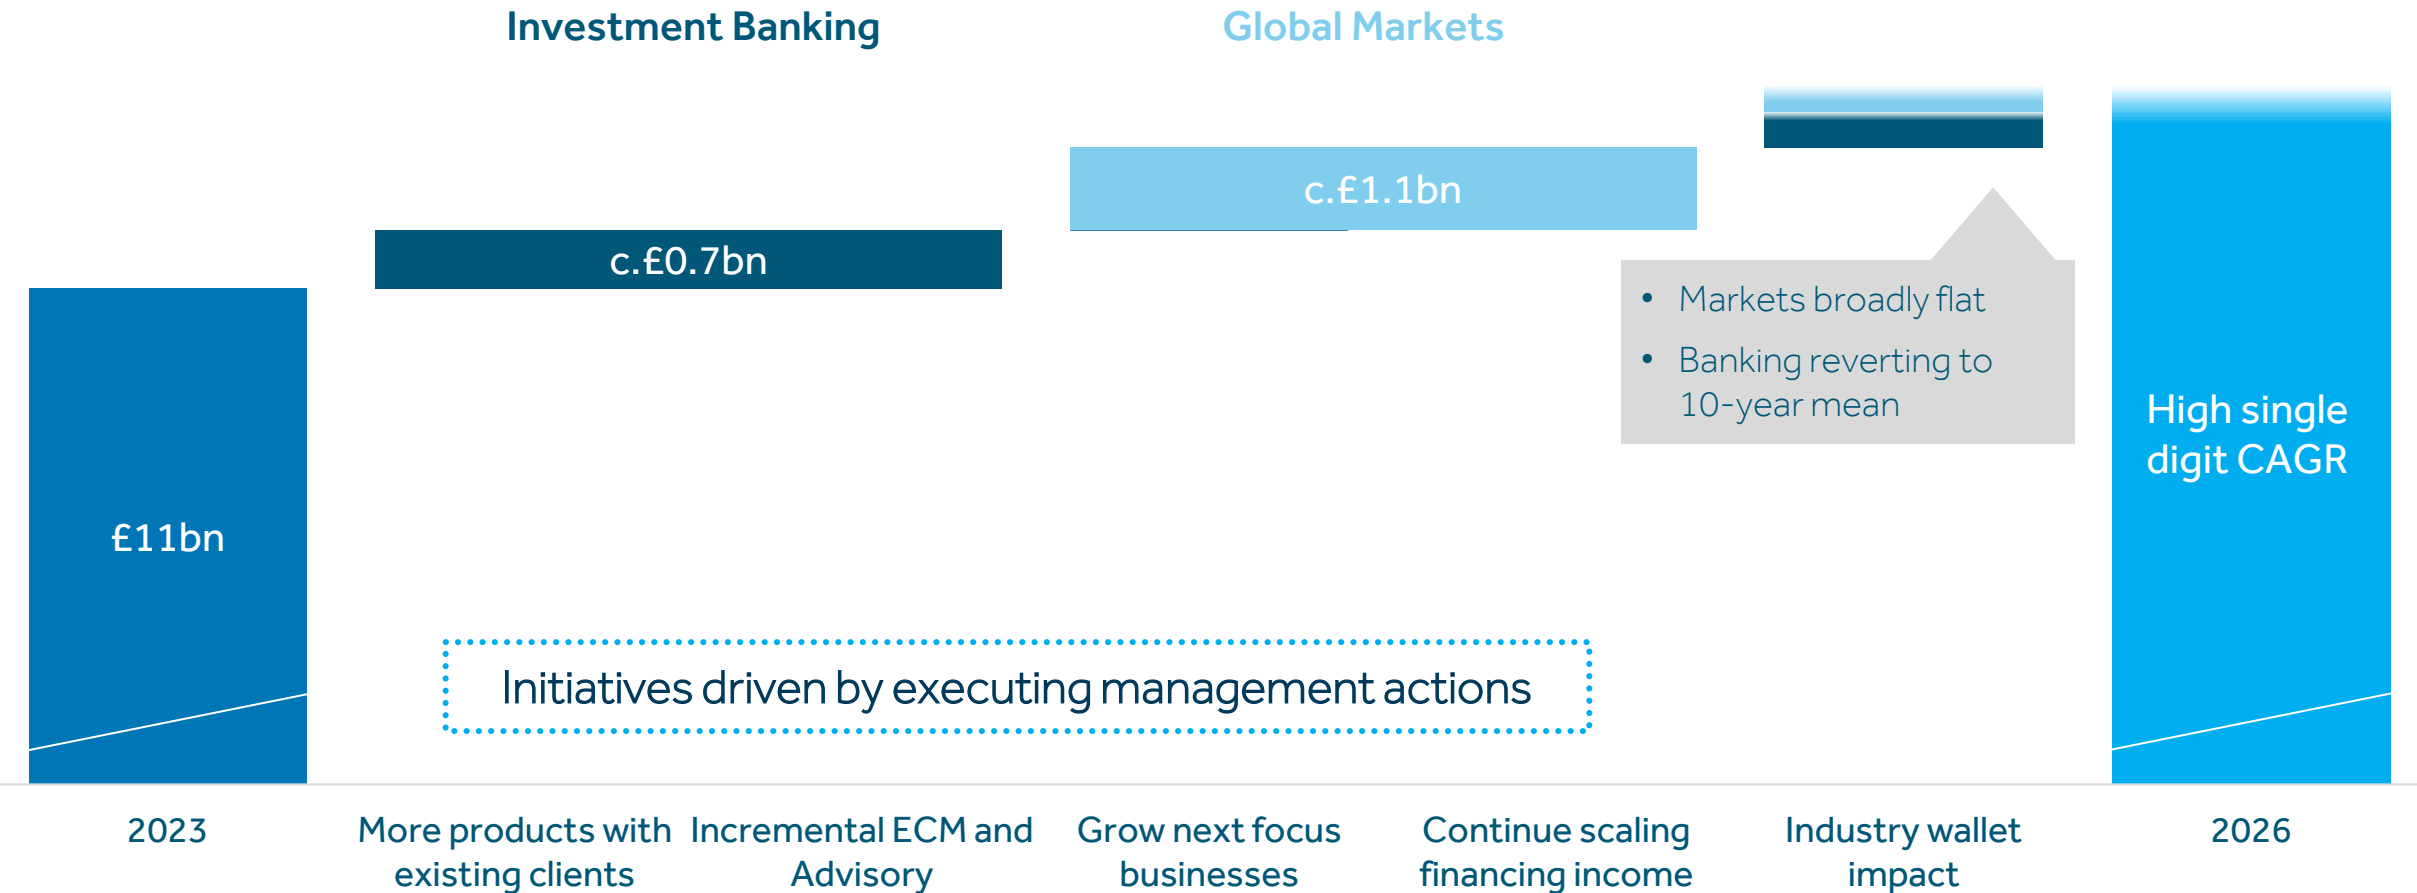 Investment Banking
Global Markets
c.£1.1bn
c.£0.7bn
• Markets broadly flat
• Banking reverting to
10-year mean
High single
digit CAGR
£11bn
Initiatives driven by executing management actions
2023
More products with
existing clients
Incremental ECM and
Advisory
Grow next focus
businesses
Continue scaling
financing income
Industry wallet
impact
2026